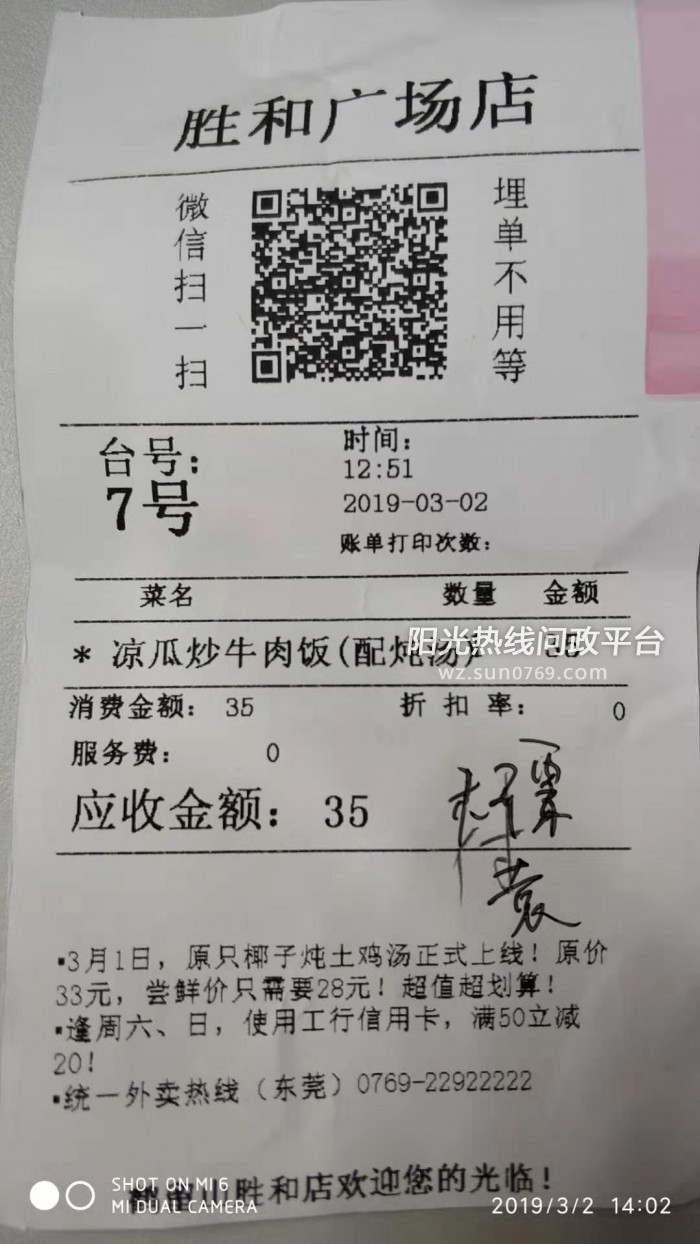 胜和广场店
微信扫一扫
埋单不用等
台号:
7号
时间:
12:51
2019-03-02
账单打印次数:
菜名 数量 金额
* 凉瓜炒牛肉饭(配炖汤)
阳光热线问政平台
wz.sun0769.com
消费金额: 35 折扣率: 0
服务费: 0
应收金额: 35
▪3月1日，原只椰子炖土鸡汤正式上线！原价
33元，尝鲜价只需要28元！超值超划算！
▪逢周六、日，使用工行信用卡，满50立减
20！
▪统一外卖热线（东莞）0769-22922222
胜和店欢迎您的光临！
SHOT ON MI 6
MI DUAL CAMERA
2019/3/2 14:02